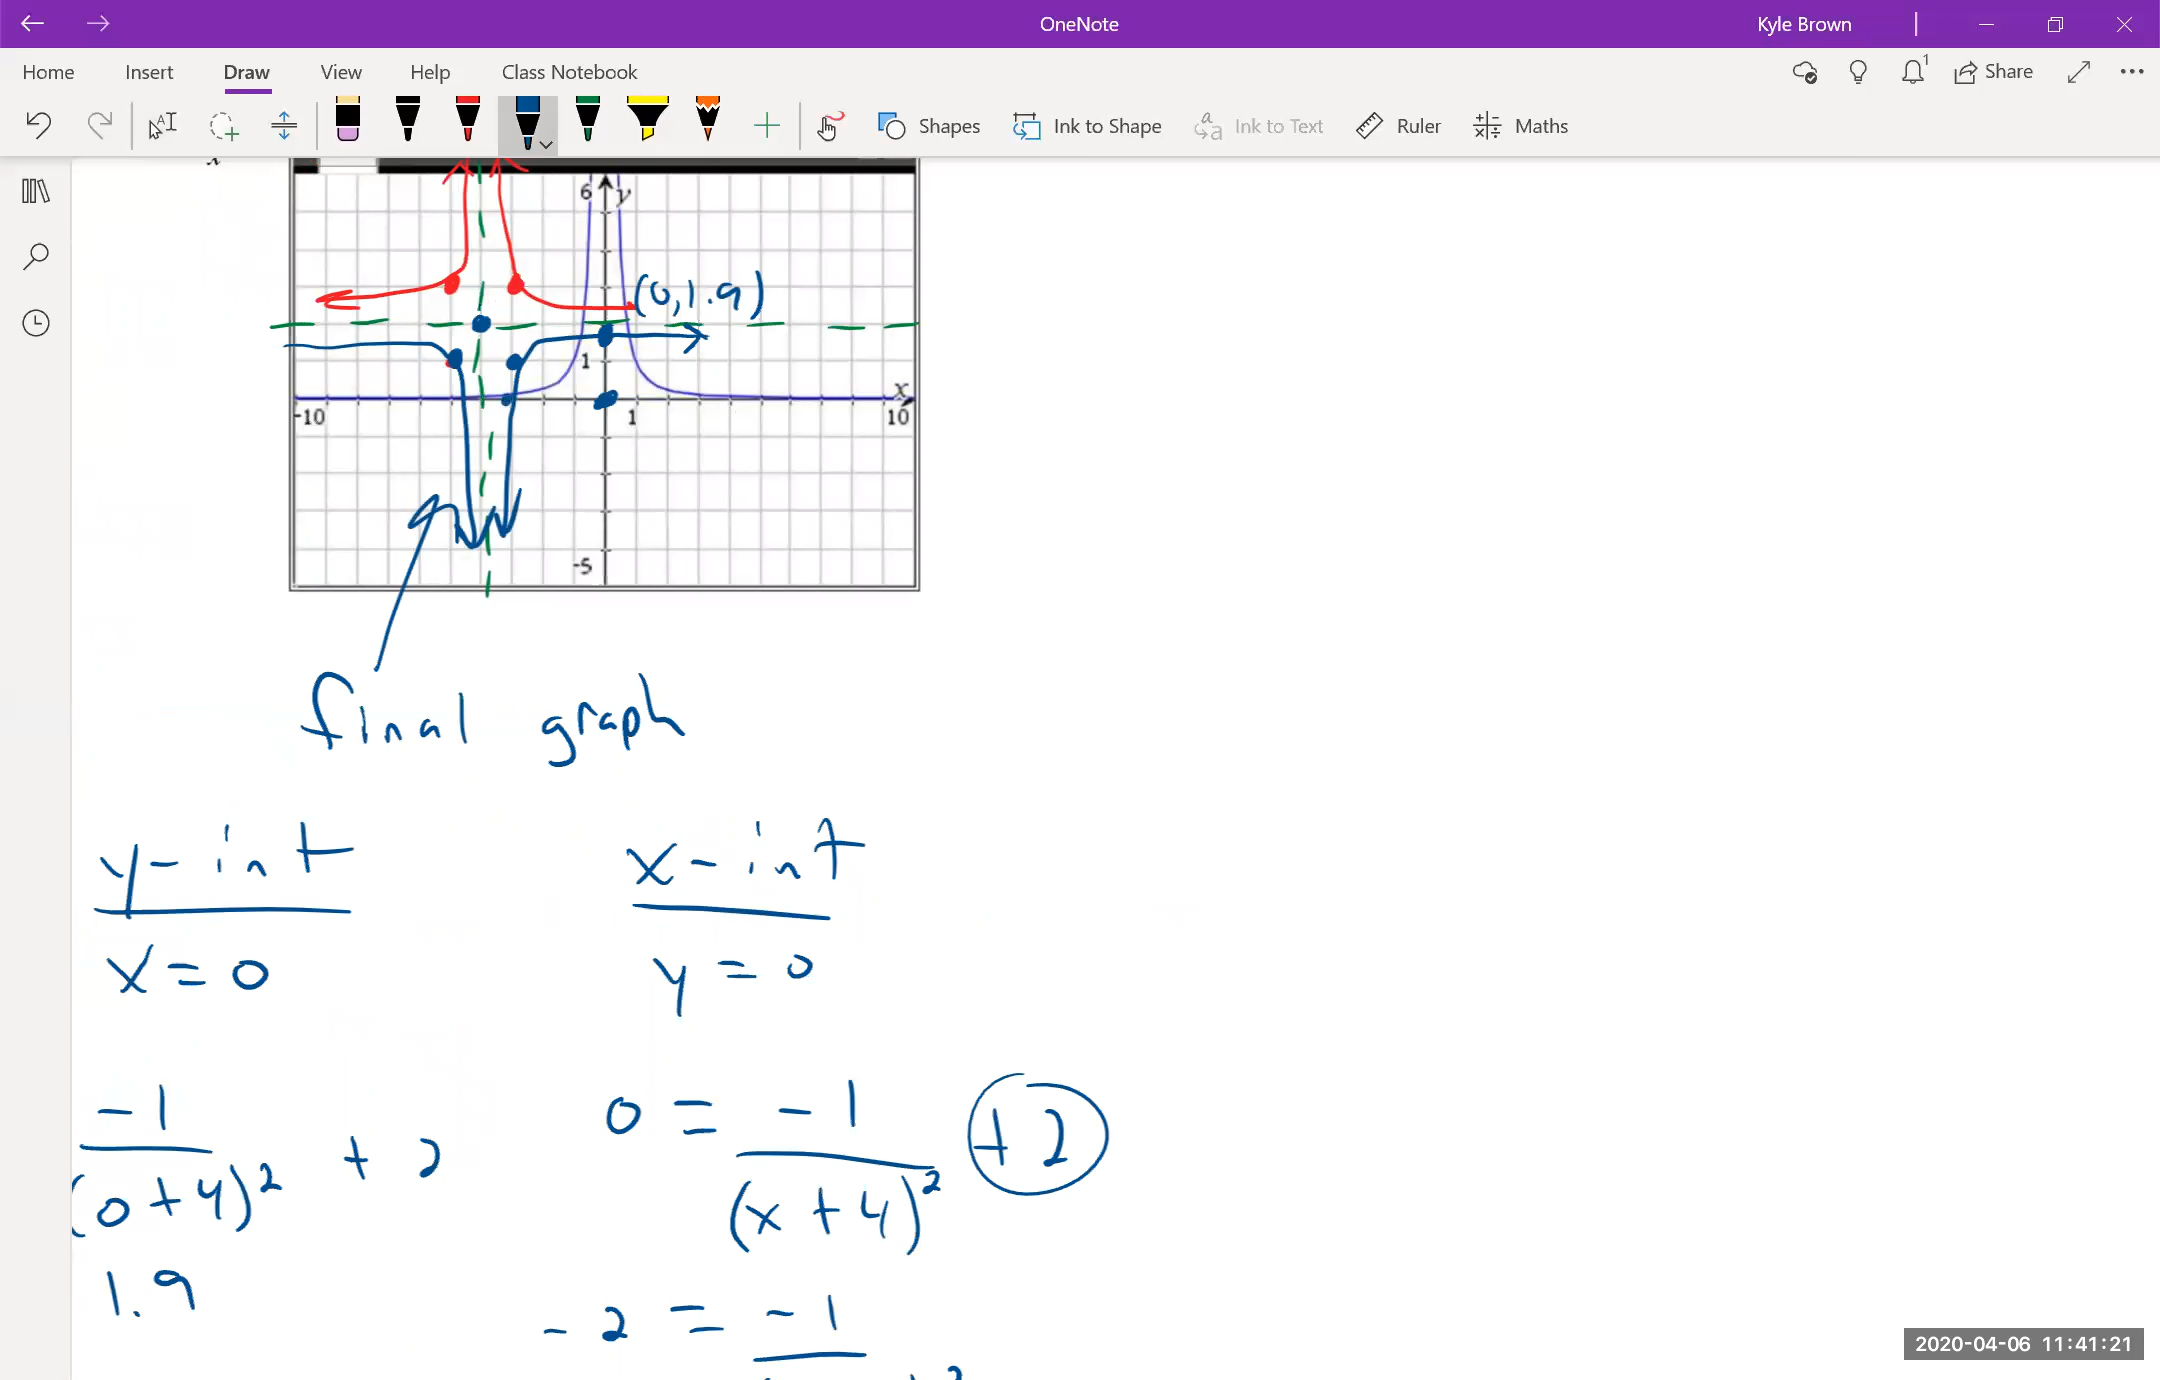 OneNote
Kyle Brown
Home Insert Draw View Help Class Notebook
Share
Shapes Ink to Shape Ink to Text Ruler Maths
x
6 y
(0,1.9)
1
x
-10 1 10
-5
final graph
y-int x-int
x=0 y=0
-1/(0+4)² + 2 0 = -1/(x+4)² +2
1.9
-2 = -1
2020-04-06 11:41:21